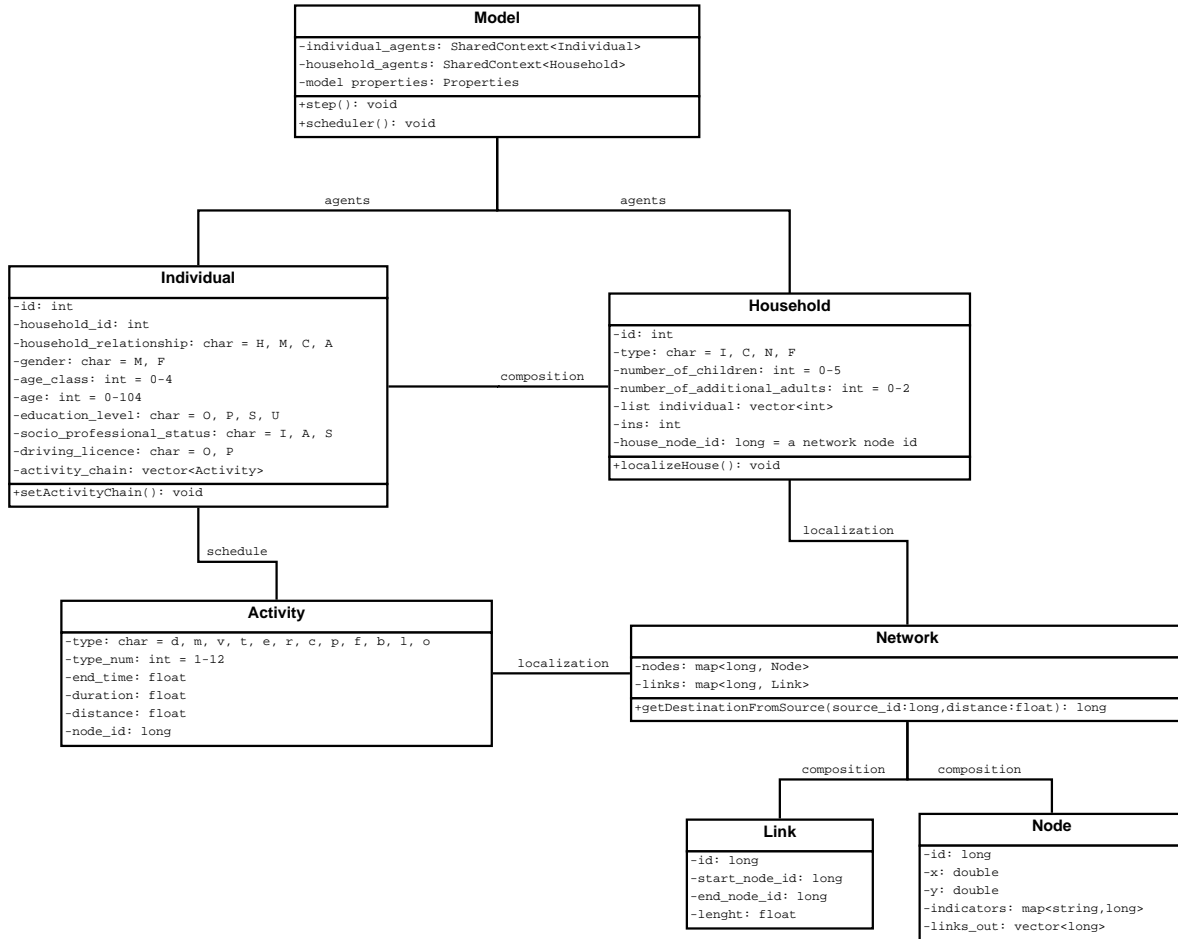 Model
-individual_agents: SharedContext<Individual>
-household_agents: SharedContext<Household>
-model properties: Properties
+step(): void
+scheduler(): void
agents
agents
Individual
-id: int
-household_id: int
-household_relationship: char = H, M, C, A
-gender: char = M, F
-age_class: int = 0-4
-age: int = 0-104
-education_level: char = O, P, S, U
-socio_professional_status: char = I, A, S
-driving_licence: char = O, P
-activity_chain: vector<Activity>
+setActivityChain(): void
composition
Household
-id: int
-type: char = I, C, N, F
-number_of_children: int = 0-5
-number_of_additional_adults: int = 0-2
-list individual: vector<int>
-ins: int
-house_node_id: long = a network node id
+localizeHouse(): void
schedule
localization
Activity
-type: char = d, m, v, t, e, r, c, p, f, b, l, o
-type_num: int = 1-12
-end_time: float
-duration: float
-distance: float
-node_id: long
localization
Network
-nodes: map<long, Node>
-links: map<long, Link>
+getDestinationFromSource(source_id:long,distance:float): long
composition
composition
Link
-id: long
-start_node_id: long
-end_node_id: long
-lenght: float
Node
-id: long
-x: double
-y: double
-indicators: map<string,long>
-links_out: vector<long>